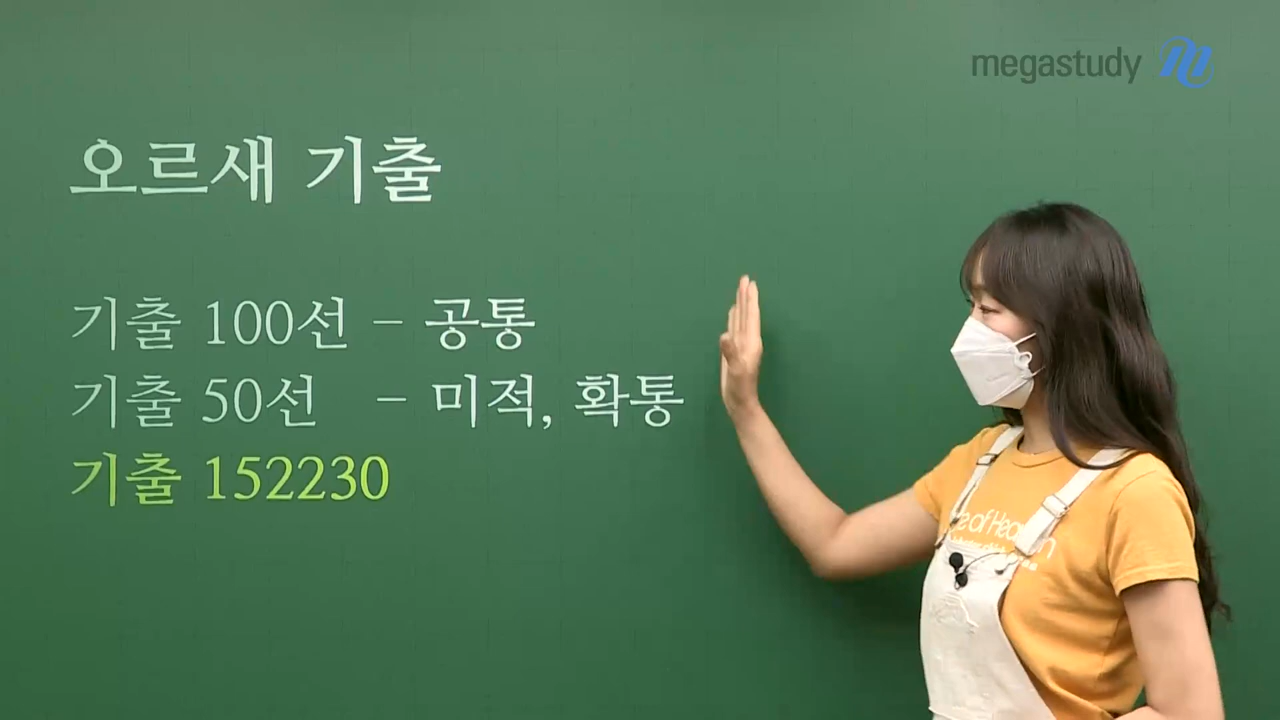 megastudy
오르새 기출
기출 100선 - 공통
기출 50선 - 미적, 확통
기출 152230